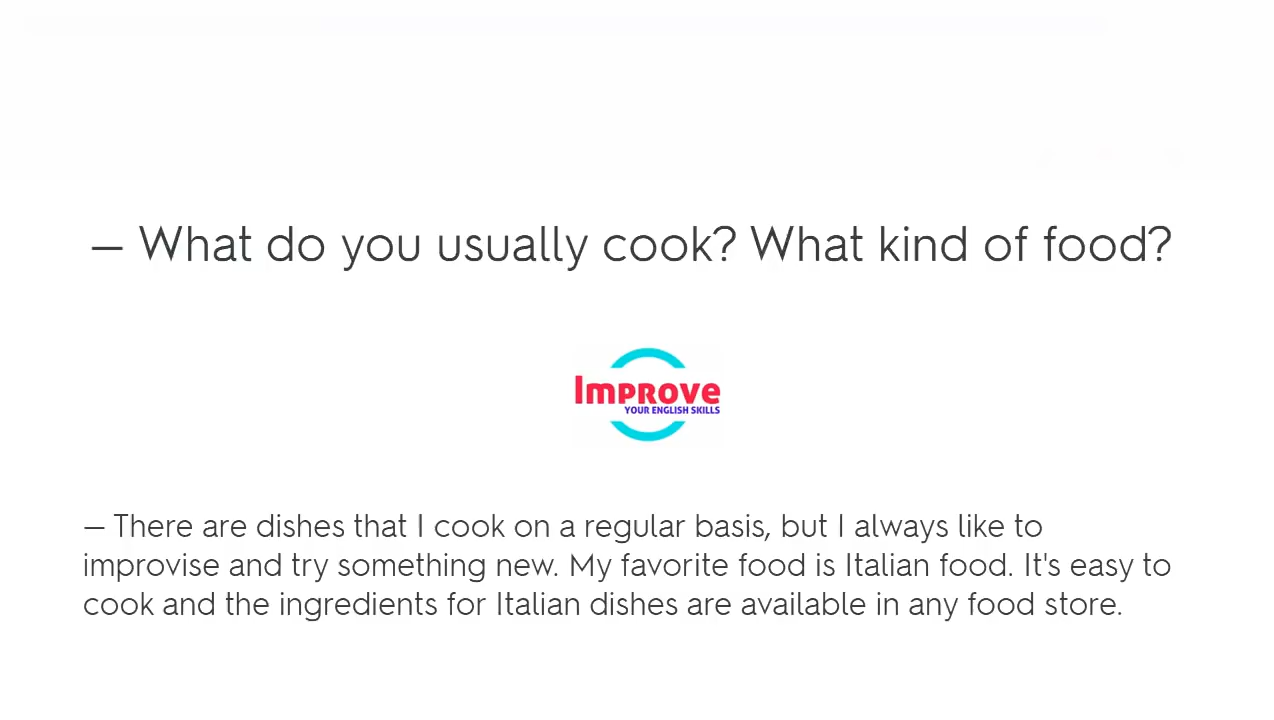 — What do you usually cook? What kind of food?
Improve
YOUR ENGLISH SKILLS
— There are dishes that I cook on a regular basis, but I always like to
improvise and try something new. My favorite food is Italian food. It's easy to
cook and the ingredients for Italian dishes are available in any food store.